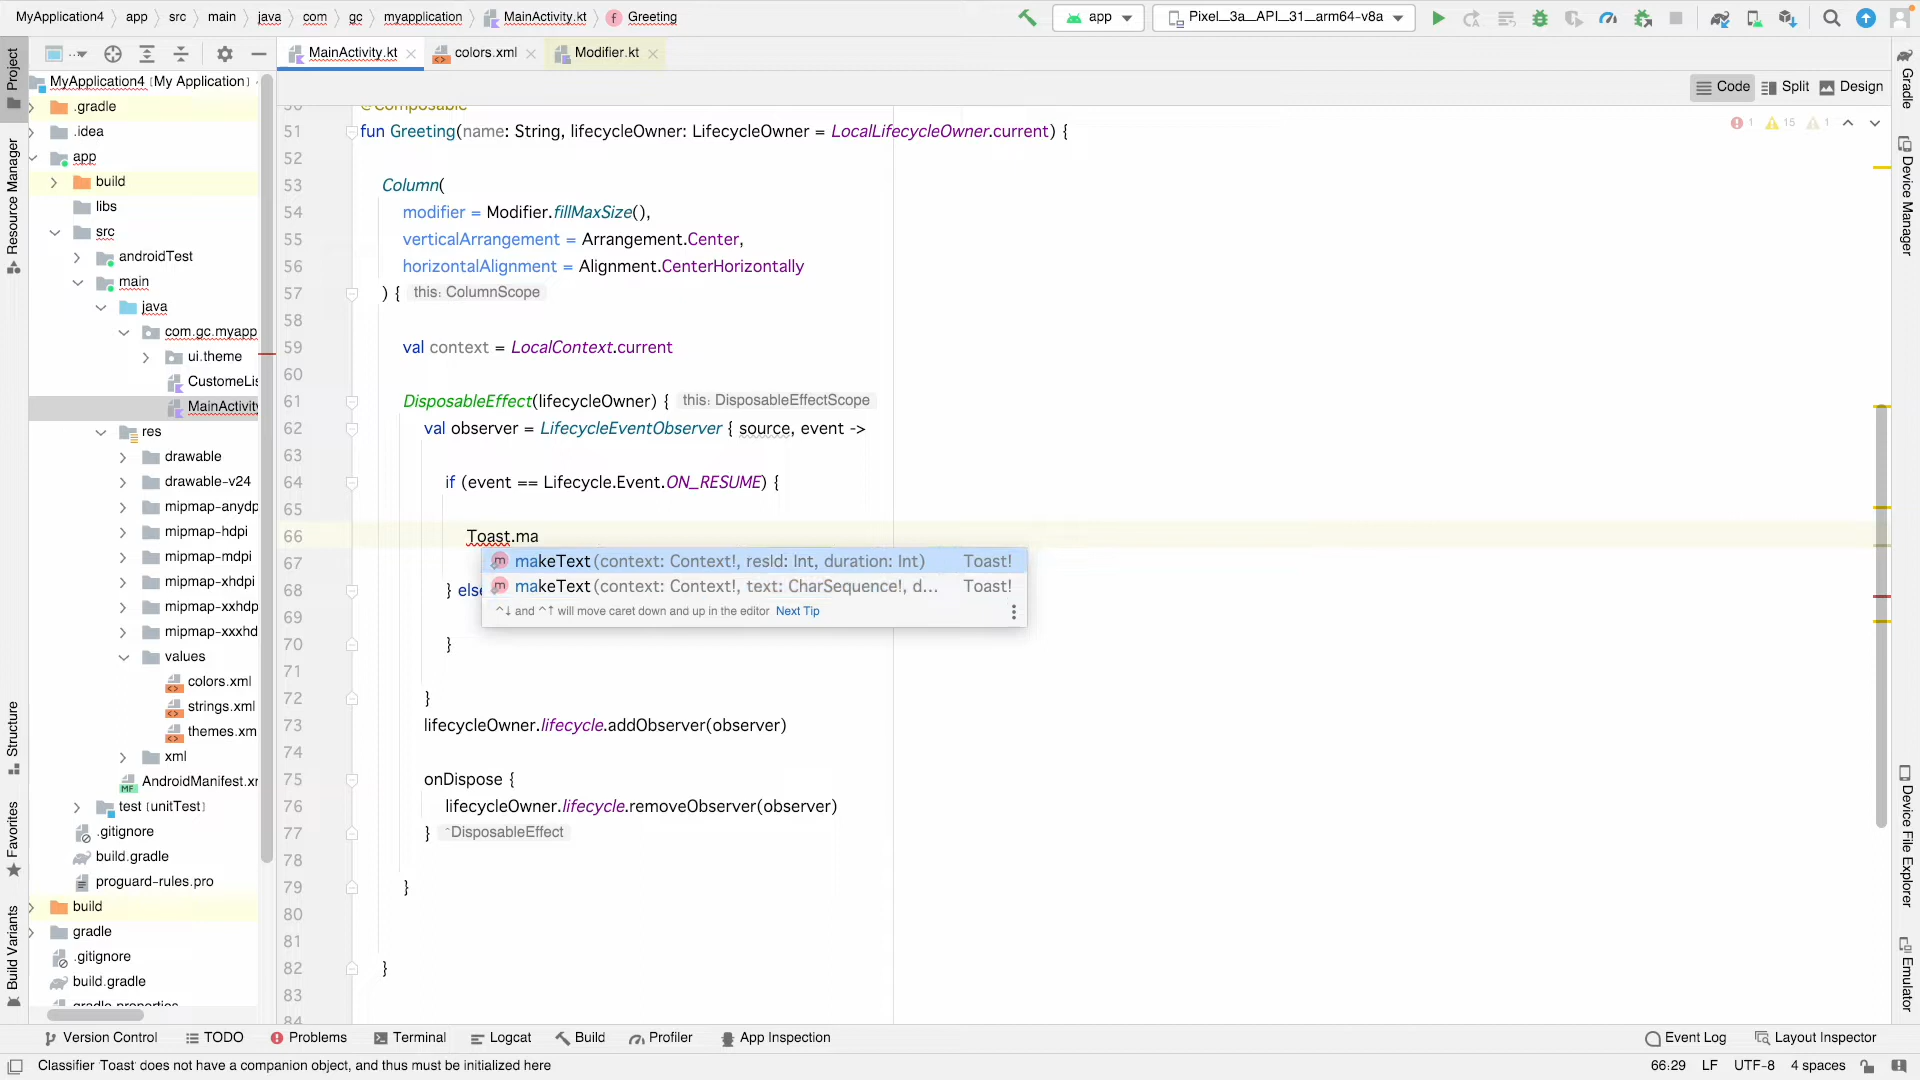 MyApplication4 app src main java com gc myapplication MainActivity.kt Greeting
app Pixel_3a_API_31_arm64-v8a
MainActivity.kt colors.xml Modifier.kt
Code Split Design
Project
Resource Manager
Structure
Favorites
Build Variants
MyApplication4 [My Application]
.gradle
.idea
app
build
libs
src
androidTest
main
java
com.gc.myapp
ui.theme
CustomeLis
MainActivity
res
drawable
drawable-v24
mipmap-anydp
mipmap-hdpi
mipmap-mdpi
mipmap-xhdpi
mipmap-xxhdp
mipmap-xxxhd
values
colors.xml
strings.xml
themes.xm
xml
AndroidManifest.xr
test [unitTest]
.gitignore
build.gradle
proguard-rules.pro
build
gradle
.gitignore
build.gradle
gradle.properties
1 15 1
50 @Composable
51 fun Greeting(name: String, lifecycleOwner: LifecycleOwner = LocalLifecycleOwner.current) {
52
53 Column(
54 modifier = Modifier.fillMaxSize(),
55 verticalArrangement = Arrangement.Center,
56 horizontalAlignment = Alignment.CenterHorizontally
57 ) { this: ColumnScope
58
59 val context = LocalContext.current
60
61 DisposableEffect(lifecycleOwner) { this: DisposableEffectScope
62 val observer = LifecycleEventObserver { source, event ->
63
64 if (event == Lifecycle.Event.ON_RESUME) {
65
66 Toast.ma
makeText(context: Context!, resId: Int, duration: Int) Toast!
makeText(context: Context!, text: CharSequence!, d... Toast!
^↓ and ^↑ will move caret down and up in the editor Next Tip
67
68 } else
69
70 }
71
72 }
73 lifecycleOwner.lifecycle.addObserver(observer)
74
75 onDispose {
76 lifecycleOwner.lifecycle.removeObserver(observer)
77 } ^DisposableEffect
78
79 }
80
81
82 }
83
84
Gradle
Device Manager
Device File Explorer
Emulator
Version Control TODO Problems Terminal Logcat Build Profiler App Inspection Event Log Layout Inspector
Classifier 'Toast' does not have a companion object, and thus must be initialized here 66:29 LF UTF-8 4 spaces